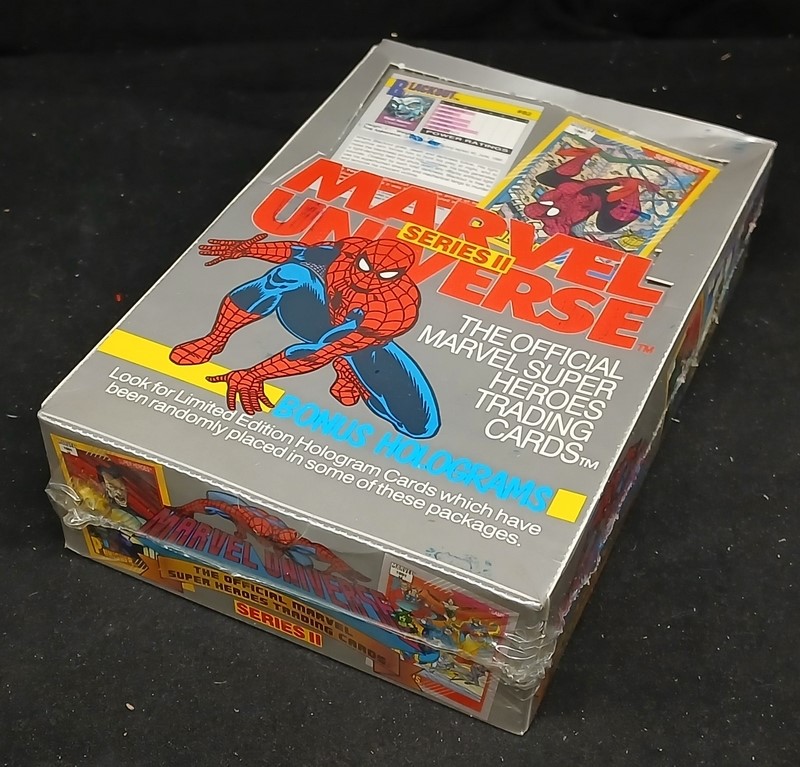 BLACKOUT
POWER RATINGS
MARVEL
UNIVERSE™
SERIES II
THE OFFICIAL
MARVEL SUPER
HEROES
TRADING
CARDS™
BONUS HOLOGRAMS
Look for Limited Edition Hologram Cards which have
been randomly placed in some of these packages.
MARVEL UNIVERSE
THE OFFICIAL MARVEL
SUPER HEROES TRADING CARDS
SERIES II